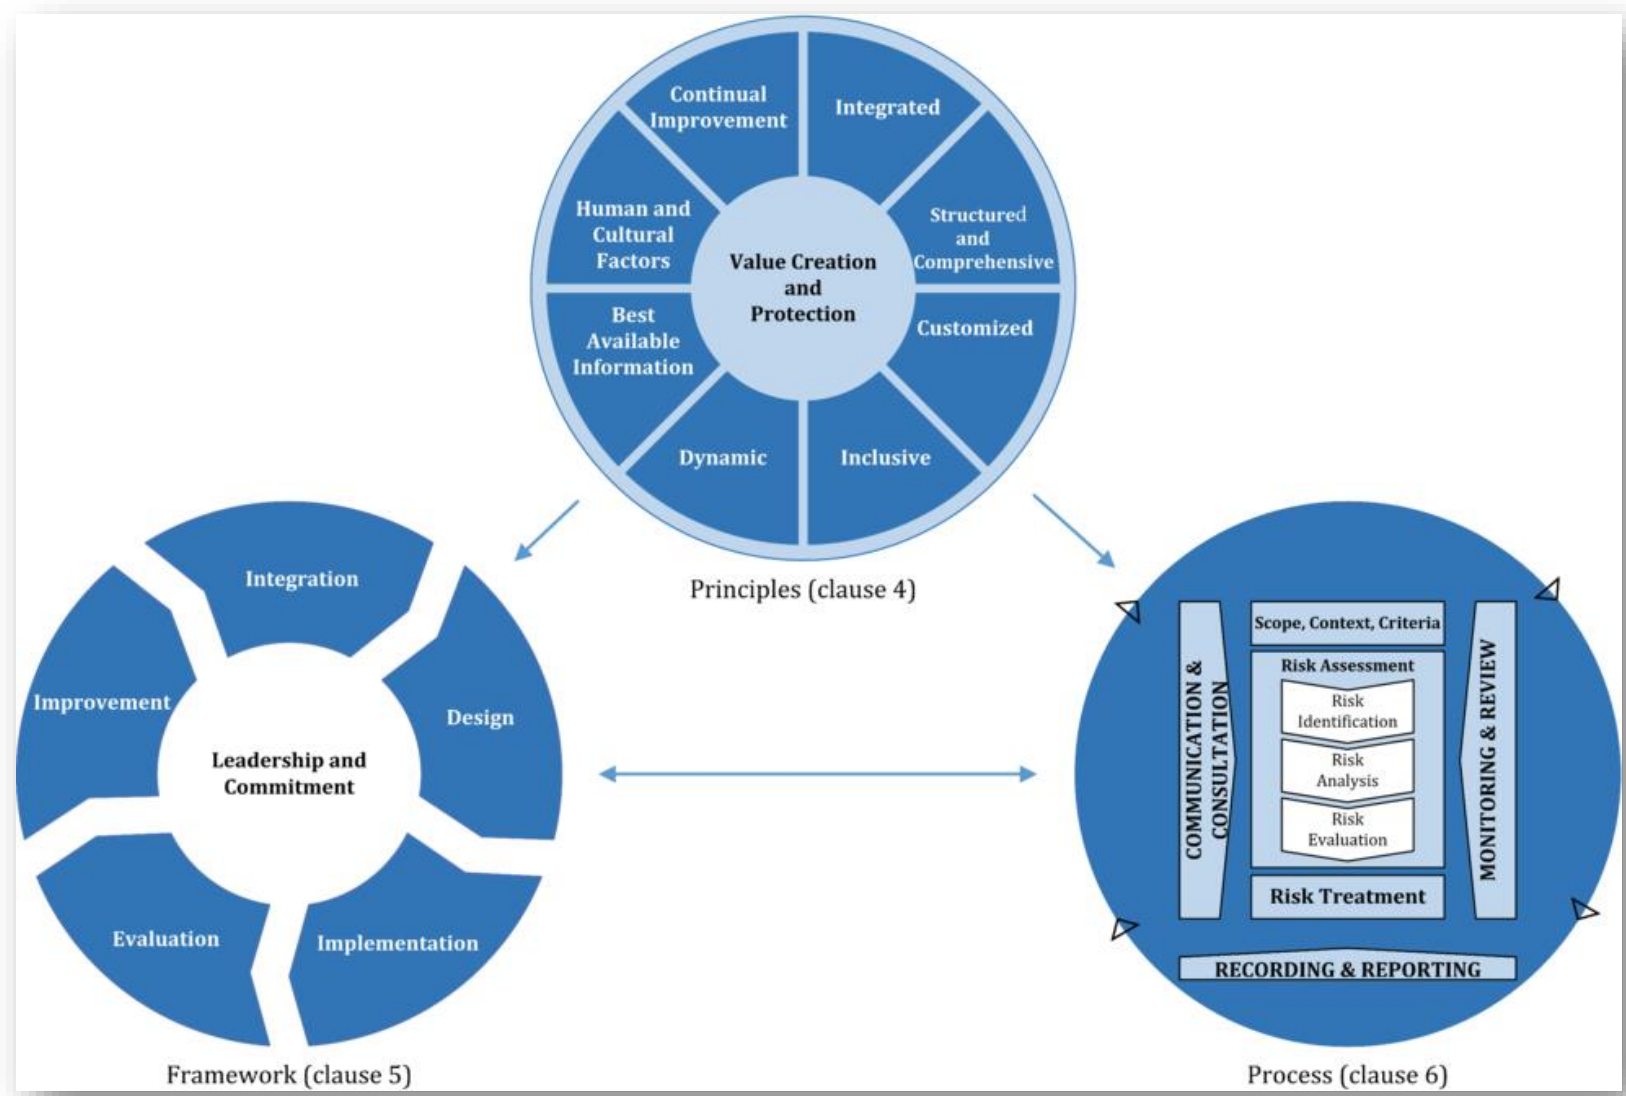 Continual
Improvement
Integrated
Human and
Cultural
Factors
Structured
and
Comprehensive
Value Creation
and
Protection
Best
Available
Information
Customized
Dynamic
Inclusive
Principles (clause 4)
Integration
Improvement
Design
Leadership and
Commitment
Evaluation
Implementation
Framework (clause 5)
COMMUNICATION &
CONSULTATION
Scope, Context, Criteria
Risk Assessment
Risk
Identification
Risk
Analysis
Risk
Evaluation
Risk Treatment
MONITORING & REVIEW
RECORDING & REPORTING
Process (clause 6)